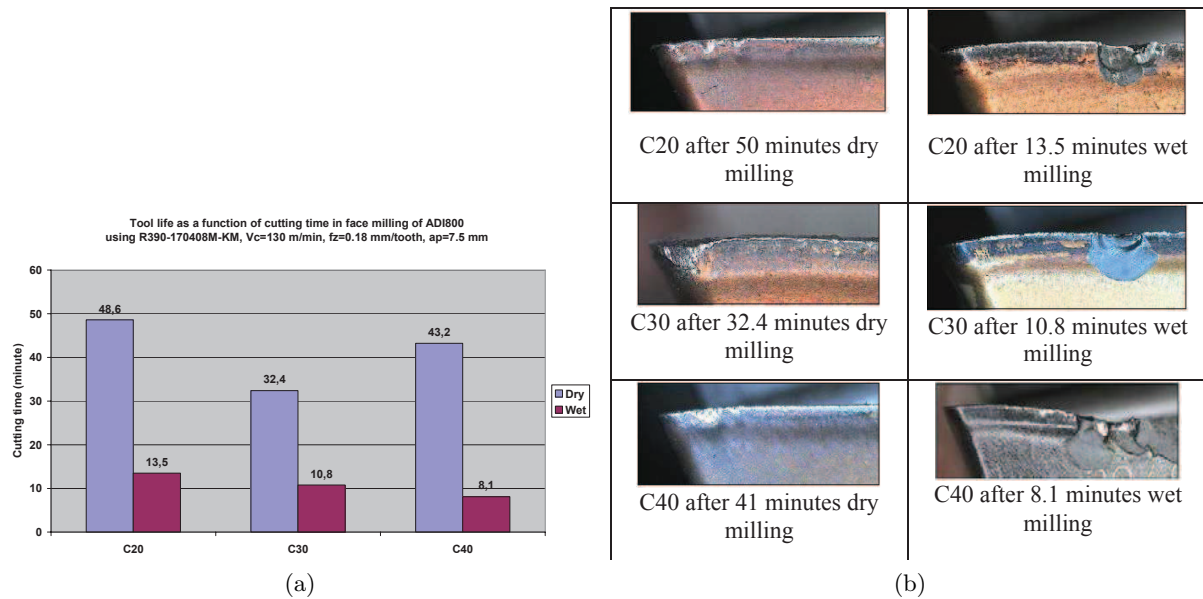 Tool life as a function of cutting time in face milling of ADI800
using R390-170408M-KM, Vc=130 m/min, fz=0.18 mm/tooth, ap=7.5 mm
Cutting time (minute)
60
50
40
30
20
10
0
48,6
13,5
32,4
10,8
43,2
8,1
C20
C30
C40
Dry
Wet
(a)
C20 after 50 minutes dry
milling
C20 after 13.5 minutes wet
milling
C30 after 32.4 minutes dry
milling
C30 after 10.8 minutes wet
milling
C40 after 41 minutes dry
milling
C40 after 8.1 minutes wet
milling
(b)